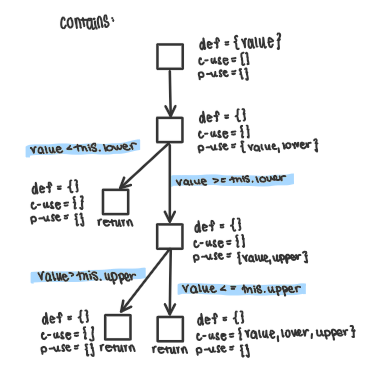 contains:
def = {value}
c-use = {}
p-use = {}
def = {}
c-use = {}
p-use = {value, lower}
value < this.lower
value >= this.lower
def = {}
c-use = {}
p-use = {}
return
def = {}
c-use = {}
p-use = {value, upper}
value > this.upper
value <= this.upper
def = {}
c-use = {}
p-use = {}
return
def = {}
c-use = {value, lower, upper}
p-use = {}
return